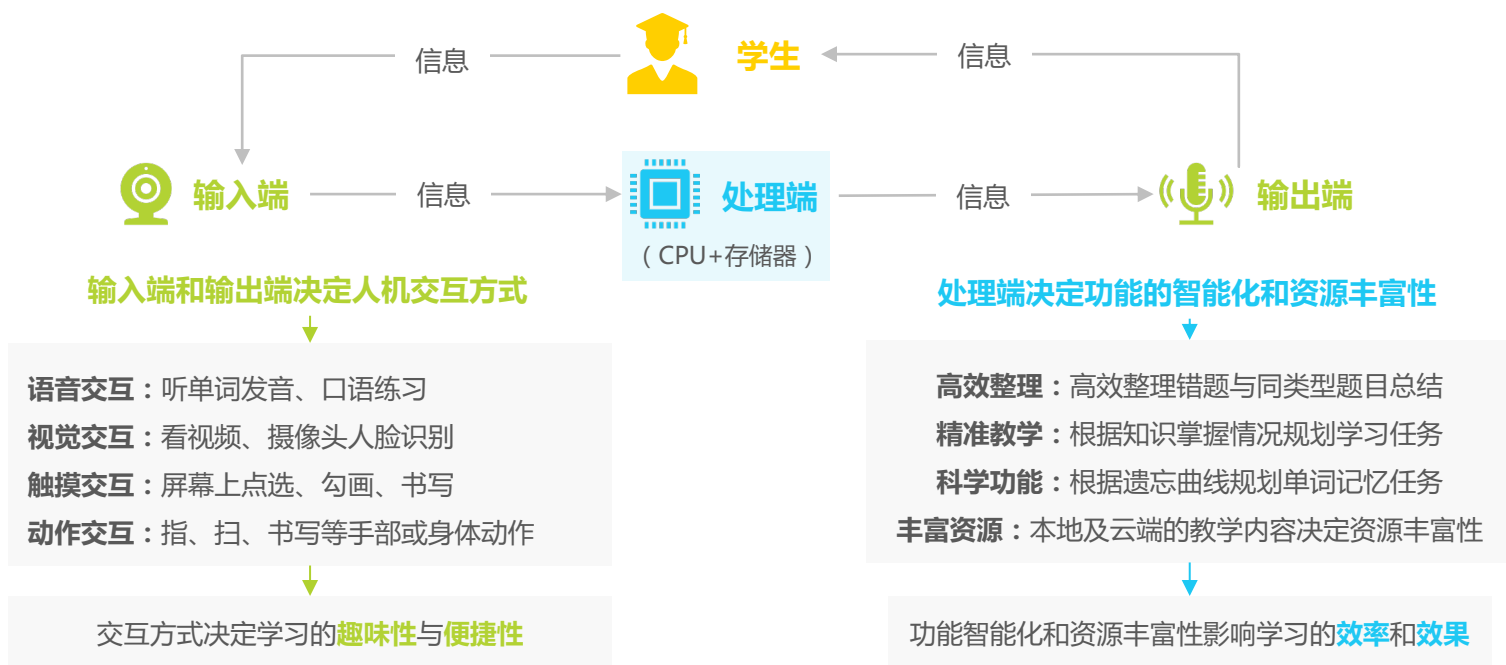 信息
学生
信息
输入端
信息
处理端
（CPU+存储器）
信息
输出端
输入端和输出端决定人机交互方式
语音交互：听单词发音、口语练习
视觉交互：看视频、摄像头人脸识别
触摸交互：屏幕上点选、勾画、书写
动作交互：指、扫、书写等手部或身体动作
交互方式决定学习的趣味性与便捷性
处理端决定功能的智能化和资源丰富性
高效整理：高效整理错题与同类型题目总结
精准教学：根据知识掌握情况规划学习任务
科学功能：根据遗忘曲线规划单词记忆任务
丰富资源：本地及云端的教学内容决定资源丰富性
功能智能化和资源丰富性影响学习的效率和效果